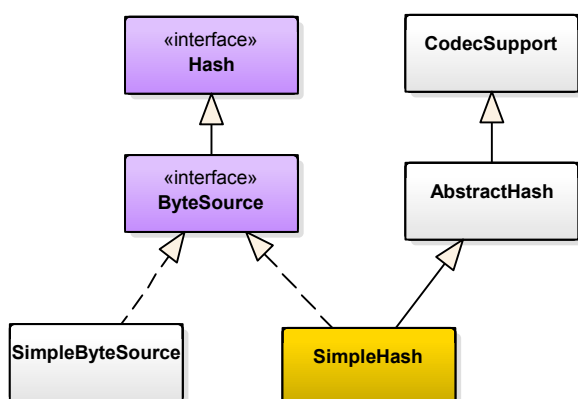 «interface»
Hash
CodecSupport
«interface»
ByteSource
AbstractHash
SimpleByteSource
SimpleHash